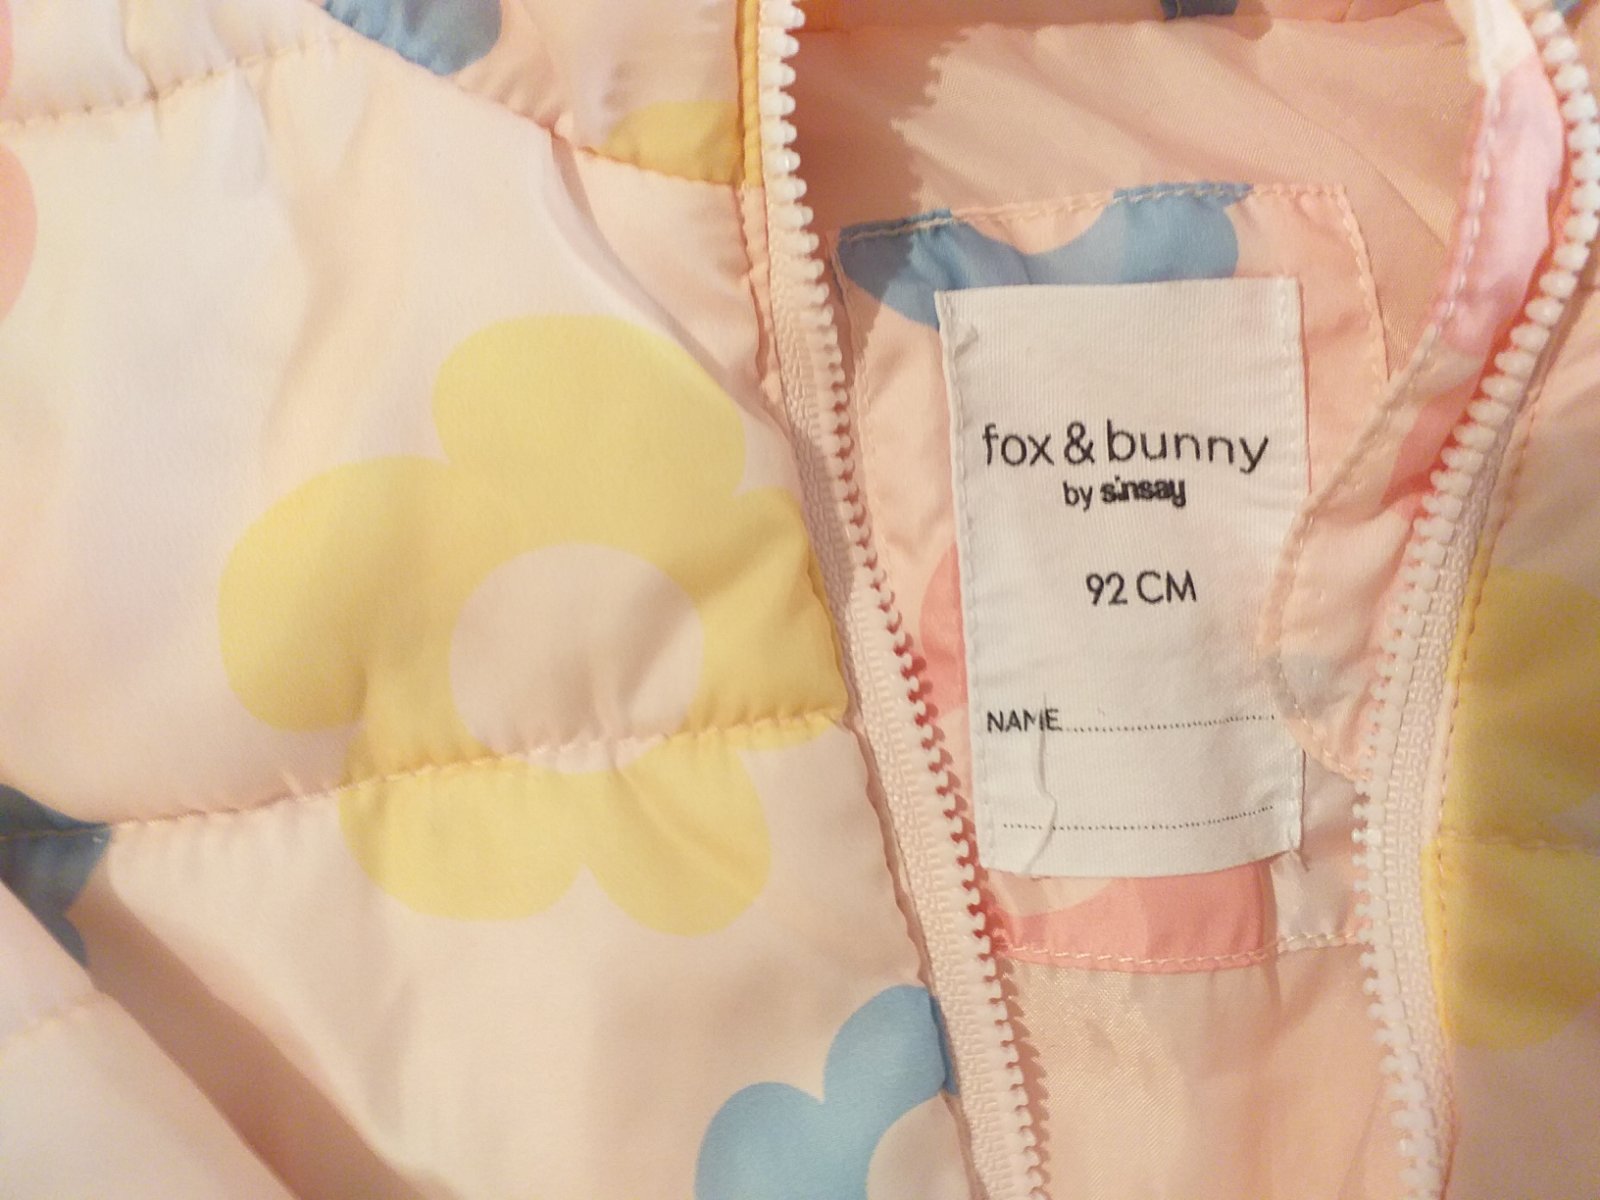 fox & bunny
by sinsay
92 CM
NAME